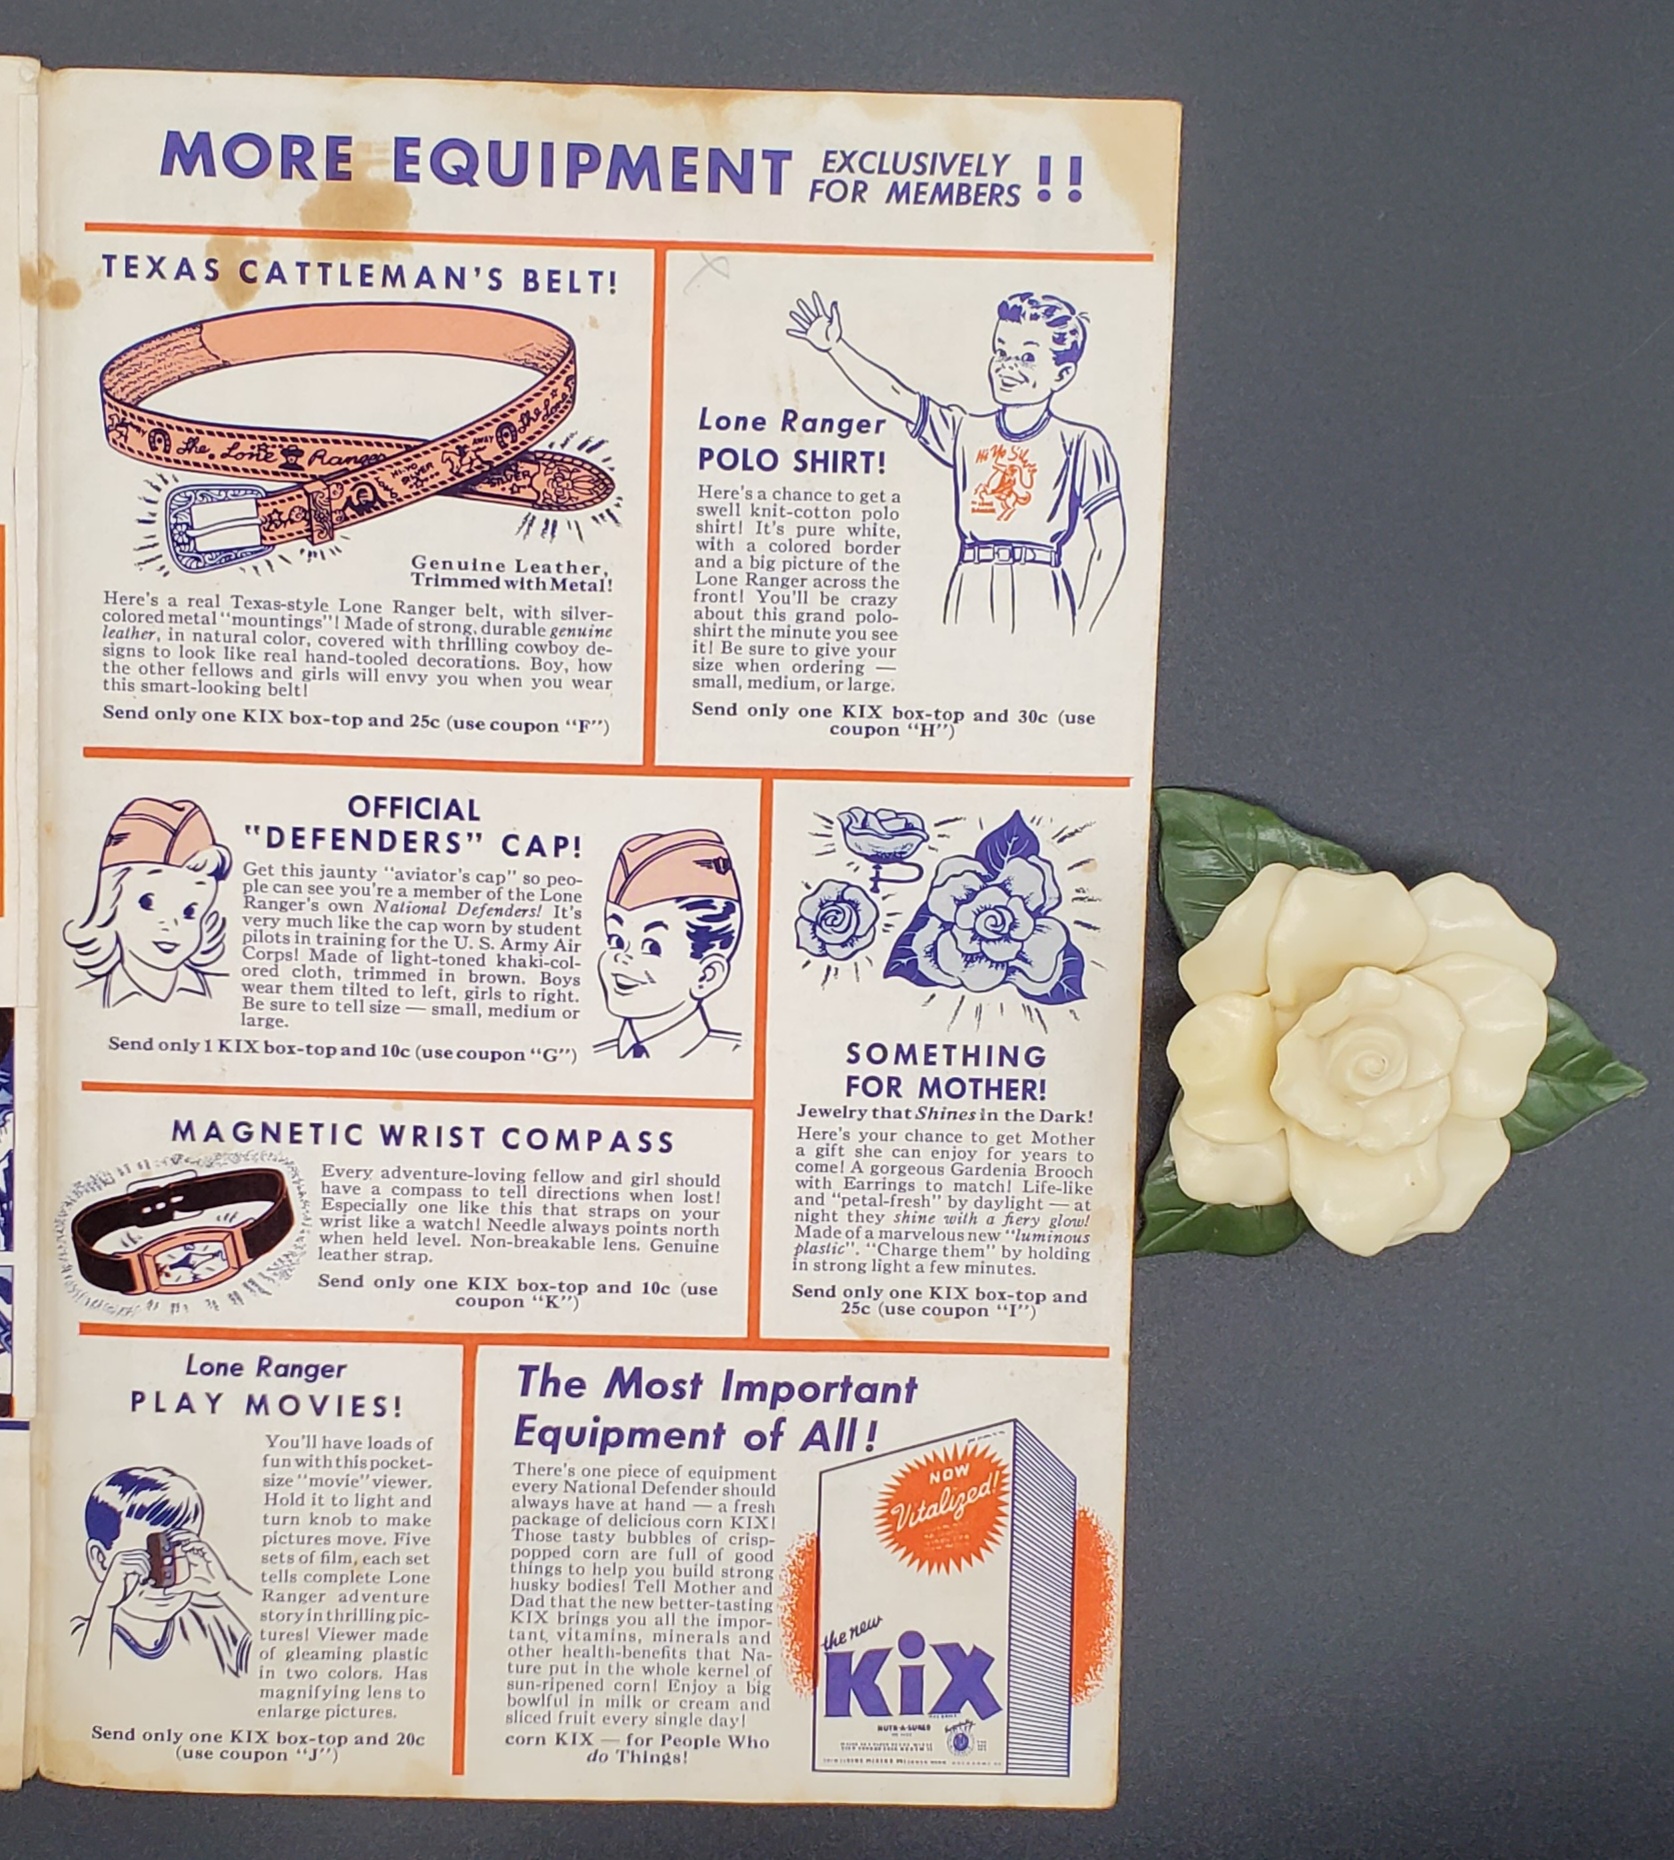 MORE EQUIPMENT EXCLUSIVELY FOR MEMBERS !!
TEXAS CATTLEMAN'S BELT!
The Lone Ranger
HI-YO
SILVER
AWAY
SILVER
Genuine Leather,
Trimmed with Metal!
Here's a real Texas-style Lone Ranger belt, with silver-
colored metal "mountings"! Made of strong, durable genuine
leather, in natural color, covered with thrilling cowboy de-
signs to look like real hand-tooled decorations. Boy, how
the other fellows and girls will envy you when you wear
this smart-looking belt!
Send only one KIX box-top and 25c (use coupon "F")
Lone Ranger
POLO SHIRT!
Hi Yo Silver
Here's a chance to get a
swell knit-cotton polo
shirt! It's pure white,
with a colored border
and a big picture of the
Lone Ranger across the
front! You'll be crazy
about this grand polo-
shirt the minute you see
it! Be sure to give your
size when ordering —
small, medium, or large.
Send only one KIX box-top and 30c (use
coupon "H")
OFFICIAL
"DEFENDERS" CAP!
Get this jaunty "aviator's cap" so peo-
ple can see you're a member of the Lone
Ranger's own National Defenders! It's
very much like the cap worn by student
pilots in training for the U. S. Army Air
Corps! Made of light-toned khaki-col-
ored cloth, trimmed in brown. Boys
wear them tilted to left, girls to right.
Be sure to tell size — small, medium or
large.
Send only 1 KIX box-top and 10c (use coupon "G")
SOMETHING
FOR MOTHER!
Jewelry that Shines in the Dark!
Here's your chance to get Mother
a gift she can enjoy for years to
come! A gorgeous Gardenia Brooch
with Earrings to match! Life-like
and "petal-fresh" by daylight — at
night they shine with a fiery glow!
Made of a marvelous new "luminous
plastic". "Charge them" by holding
in strong light a few minutes.
Send only one KIX box-top and
25c (use coupon "I")
MAGNETIC WRIST COMPASS
Every adventure-loving fellow and girl should
have a compass to tell directions when lost!
Especially one like this that straps on your
wrist like a watch! Needle always points north
when held level. Non-breakable lens. Genuine
leather strap.
Send only one KIX box-top and 10c (use
coupon "K")
Lone Ranger
PLAY MOVIES!
You'll have loads of
fun with this pocket-
size "movie" viewer.
Hold it to light and
turn knob to make
pictures move. Five
sets of film, each set
tells complete Lone
Ranger adventure
story in thrilling pic-
tures! Viewer made
of gleaming plastic
in two colors. Has
magnifying lens to
enlarge pictures.
Send only one KIX box-top and 20c
(use coupon "J")
The Most Important
Equipment of All!
There's one piece of equipment
every National Defender should
always have at hand — a fresh
package of delicious corn KIX!
Those tasty bubbles of crisp-
popped corn are full of good
things to help you build strong
husky bodies! Tell Mother and
Dad that the new better-tasting
KIX brings you all the impor-
tant, vitamins, minerals and
other health-benefits that Na-
ture put in the whole kernel of
sun-ripened corn! Enjoy a big
bowlful in milk or cream and
sliced fruit every single day!
corn KIX — for People Who
do Things!
NOW
Vitalized!
the new
KiX